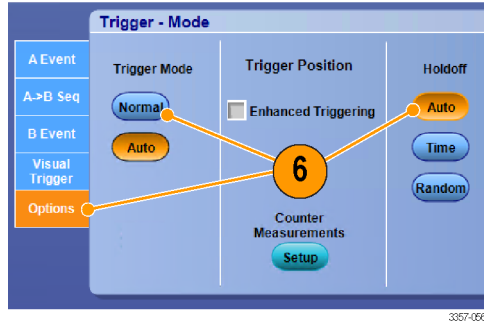 Trigger - Mode
A Event
A->B Seq
B Event
Visual
Trigger
Options
Trigger Mode
Normal
Auto
Trigger Position
Enhanced Triggering
6
Counter
Measurements
Setup
Holdoff
Auto
Time
Random
3357-056